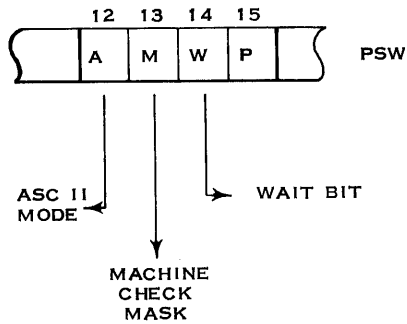 12 13 14 15
A M W P PSW
ASC II
MODE
WAIT BIT
MACHINE
CHECK
MASK